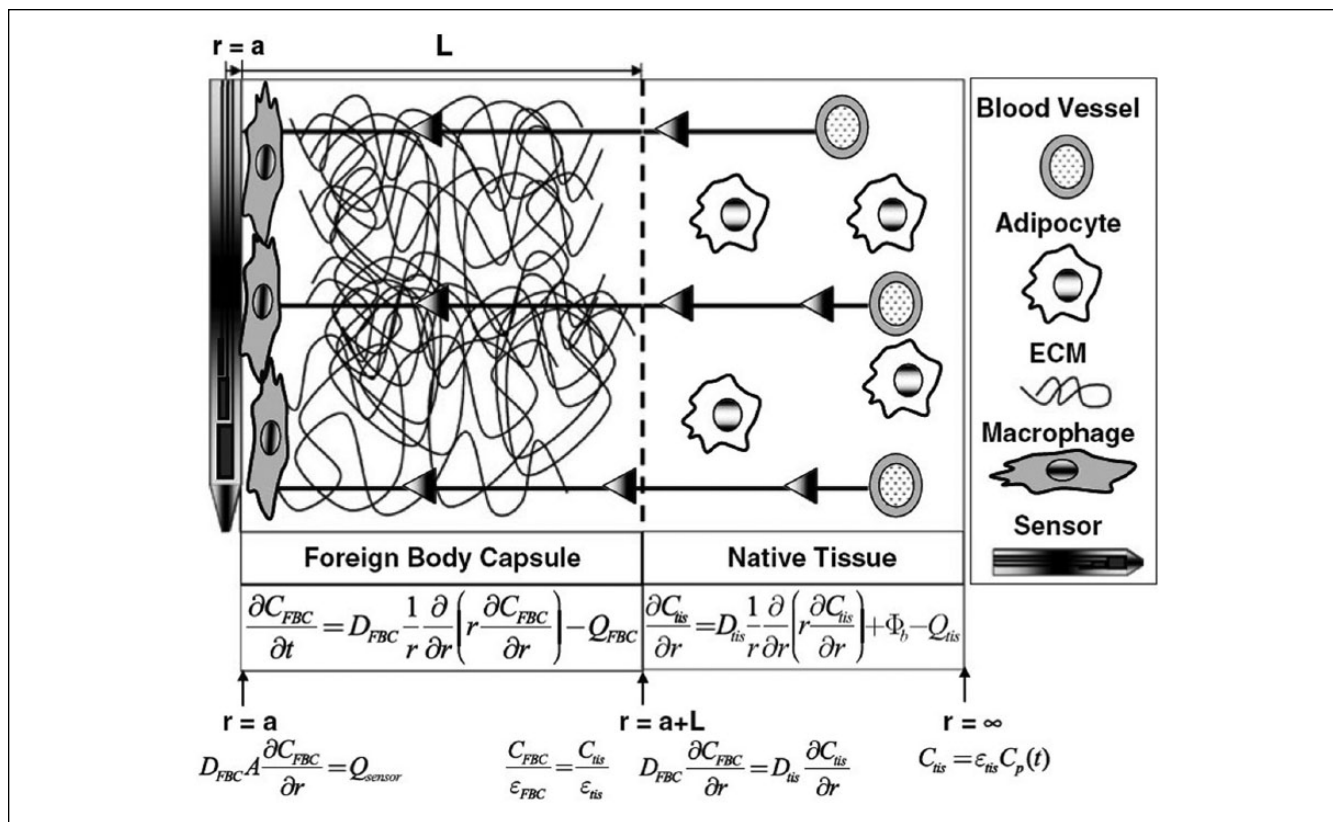 r = a
L
Blood Vessel
Adipocyte
ECM
Macrophage
Sensor
Foreign Body Capsule
Native Tissue
∂C_FBC/∂t = D_FBC 1/r ∂/∂r (r ∂C_FBC/∂r) − Q_FBC
∂C_tis/∂r = D_tis 1/r ∂/∂r (r ∂C_tis/∂r) + Φ_b − Q_tis
r = a
r = a+L
r = ∞
D_FBC A ∂C_FBC/∂r = Q_sensor
C_FBC/ε_FBC = C_tis/ε_tis
D_FBC ∂C_FBC/∂r = D_tis ∂C_tis/∂r
C_tis = ε_tis C_p(t)